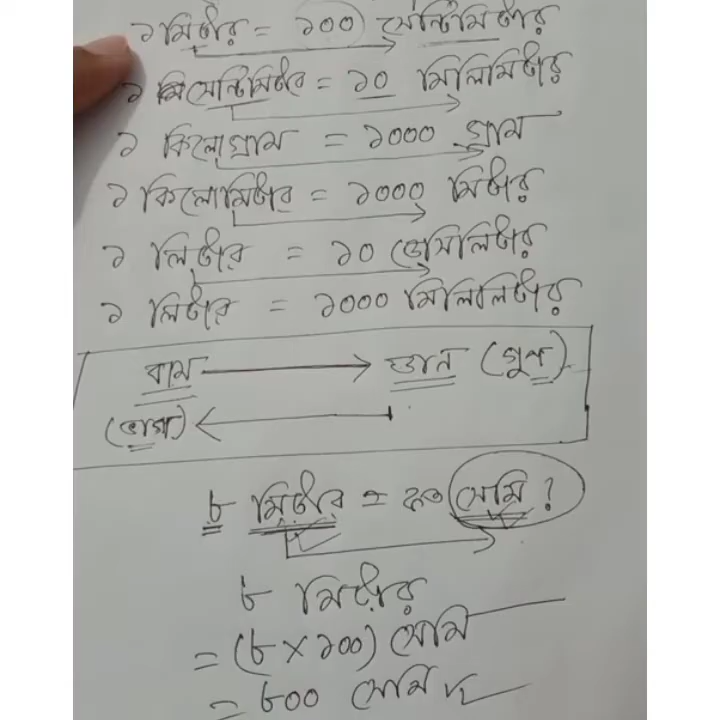 ১ মিটার = ১০০ সেন্টিমিটার
১ সেন্টিমিটার = ১০ মিলিমিটার
১ কিলোগ্রাম = ১০০০ গ্রাম
১ কিলোমিটার = ১০০০ মিটার
১ লিটার = ১০ ডেসিলিটার
১ লিটার = ১০০০ মিলিলিটার
বাম → ডান (গুণ)
(ভাগ) ←
৮ মিটার = কত সেমি ?
৮ মিটার
= (৮ × ১০০) সেমি
= ৮০০ সেমি